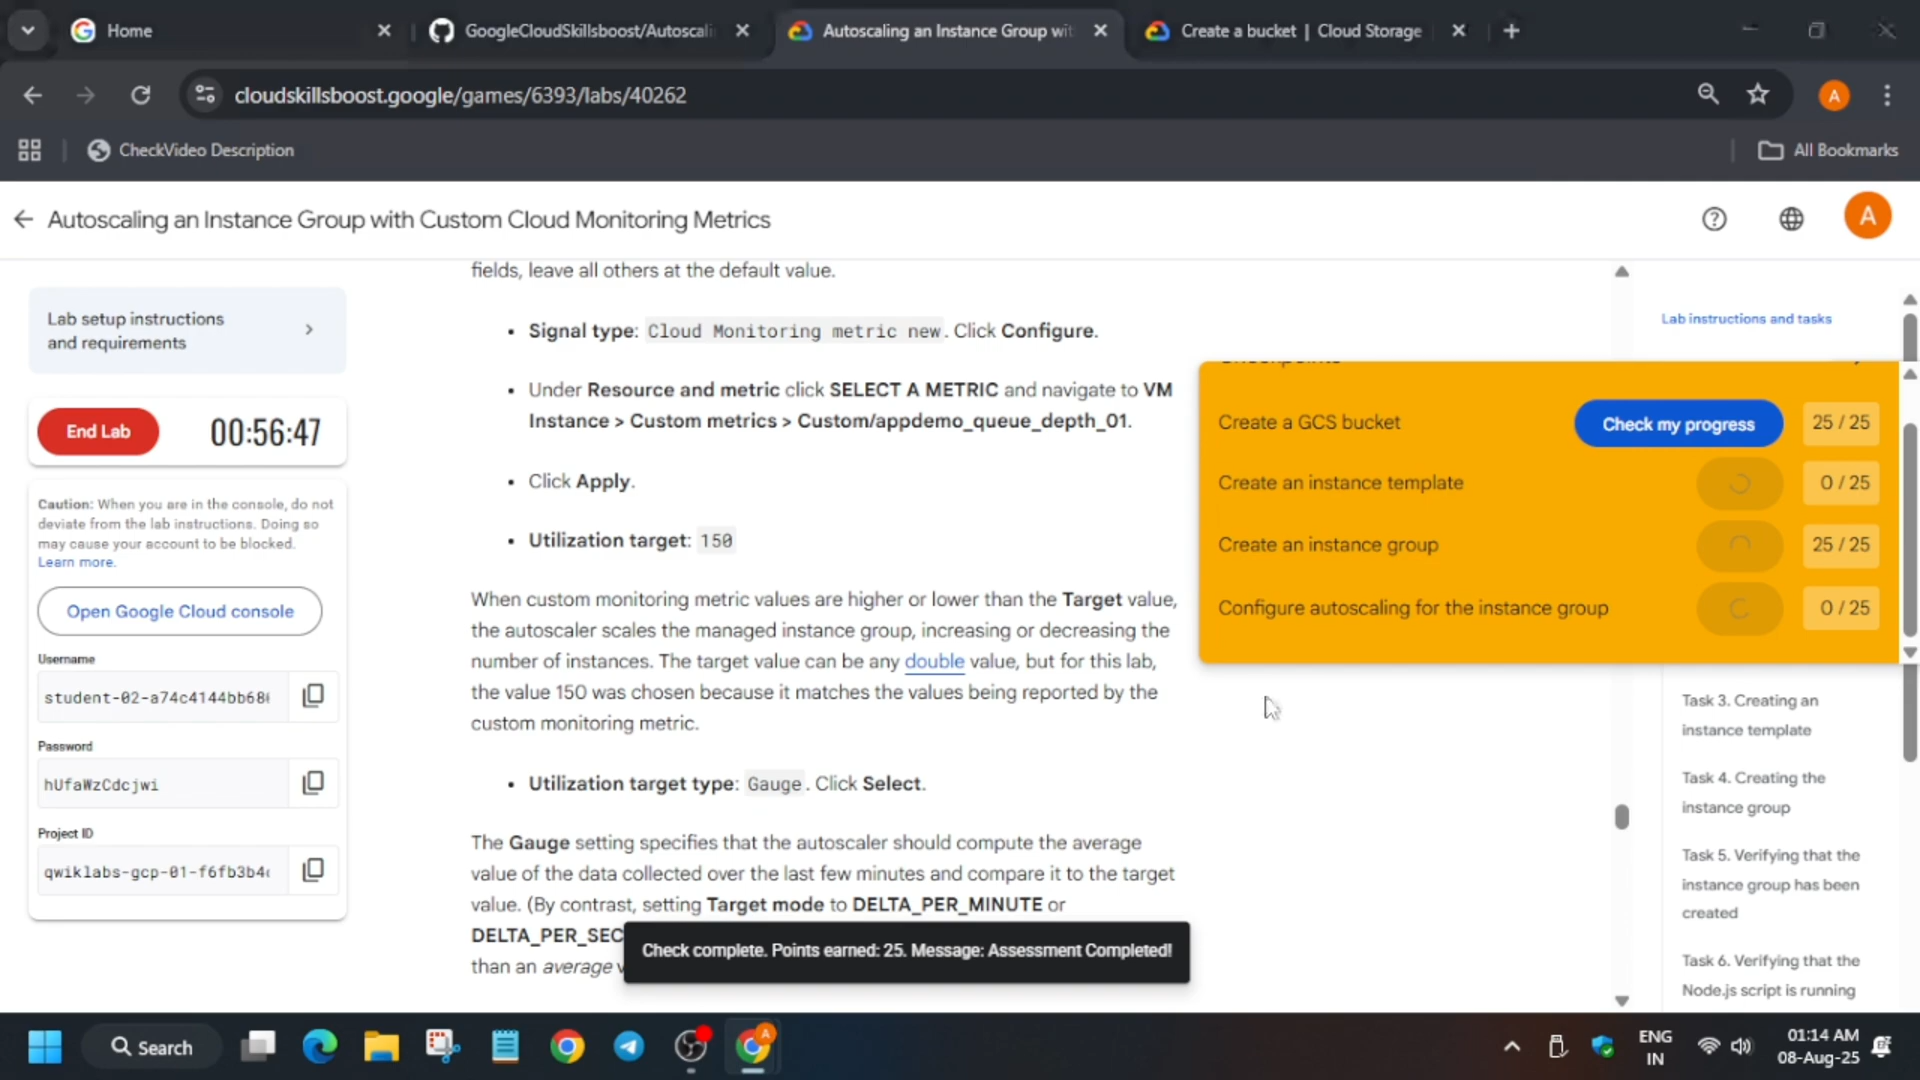 Home
GoogleCloudSkillsboost/Autoscali
Autoscaling an Instance Group wit
Create a bucket | Cloud Storage
cloudskillsboost.google/games/6393/labs/40262
A
CheckVideo Description
All Bookmarks
Autoscaling an Instance Group with Custom Cloud Monitoring Metrics
A
Lab setup instructions
and requirements
End Lab
00:56:47
Caution: When you are in the console, do not
deviate from the lab instructions. Doing so
may cause your account to be blocked.
Learn more.
Open Google Cloud console
Username
student-02-a74c4144bb680
Password
hUfaWzCdcjwi
Project ID
qwiklabs-gcp-01-f6fb3b4c
fields, leave all others at the default value.
• Signal type: Cloud Monitoring metric new. Click Configure.
• Under Resource and metric click SELECT A METRIC and navigate to VM
Instance > Custom metrics > Custom/appdemo_queue_depth_01.
• Click Apply.
• Utilization target: 150
When custom monitoring metric values are higher or lower than the Target value,
the autoscaler scales the managed instance group, increasing or decreasing the
number of instances. The target value can be any double value, but for this lab,
the value 150 was chosen because it matches the values being reported by the
custom monitoring metric.
• Utilization target type: Gauge. Click Select.
The Gauge setting specifies that the autoscaler should compute the average
value of the data collected over the last few minutes and compare it to the target
value. (By contrast, setting Target mode to DELTA_PER_MINUTE or
DELTA_PER_SEC
than an average v
Check complete. Points earned: 25. Message: Assessment Completed!
Lab instructions and tasks
Checkpoints
Create a GCS bucket
Check my progress
25 / 25
Create an instance template
0 / 25
Create an instance group
25 / 25
Configure autoscaling for the instance group
0 / 25
Task 3. Creating an
instance template
Task 4. Creating the
instance group
Task 5. Verifying that the
instance group has been
created
Task 6. Verifying that the
Node.js script is running
Search
A
ENG
IN
01:14 AM
08-Aug-25